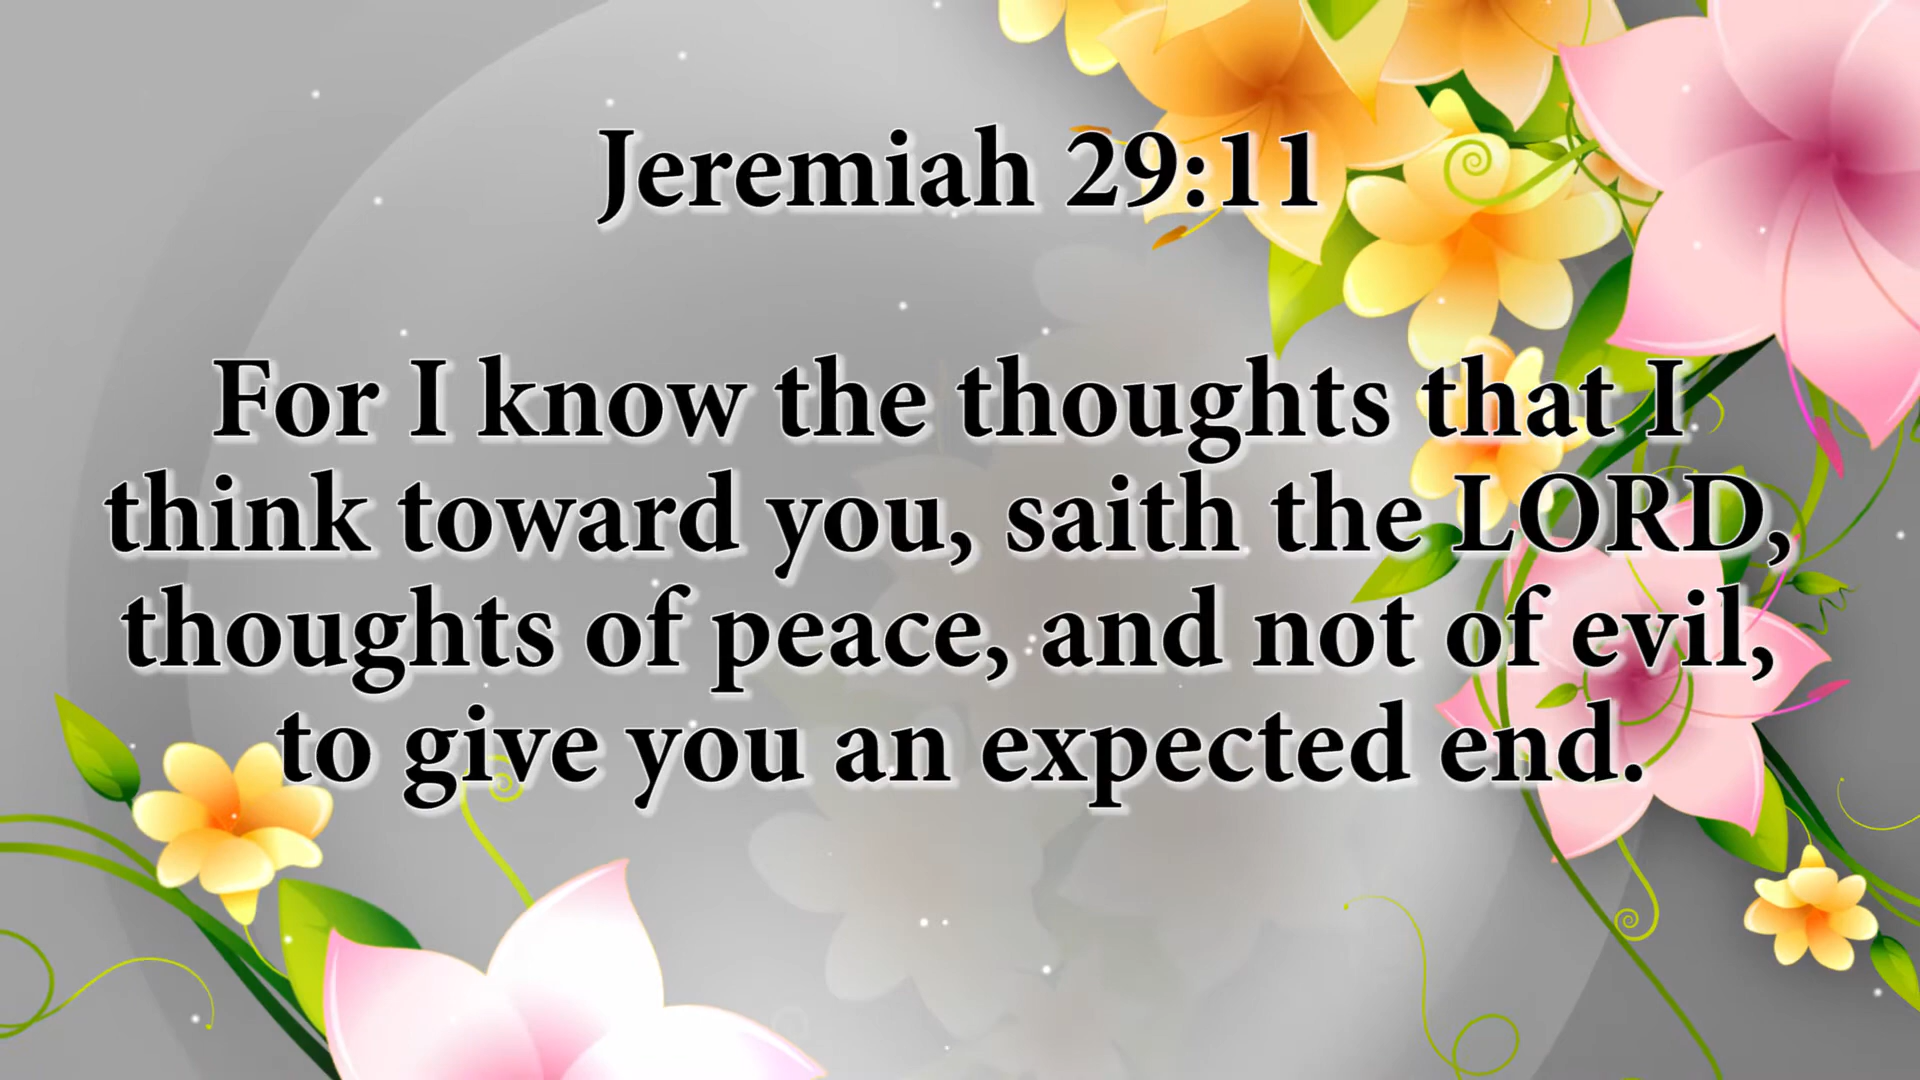 Jeremiah 29:11
For I know the thoughts that I
think toward you, saith the LORD,
thoughts of peace, and not of evil,
to give you an expected end.